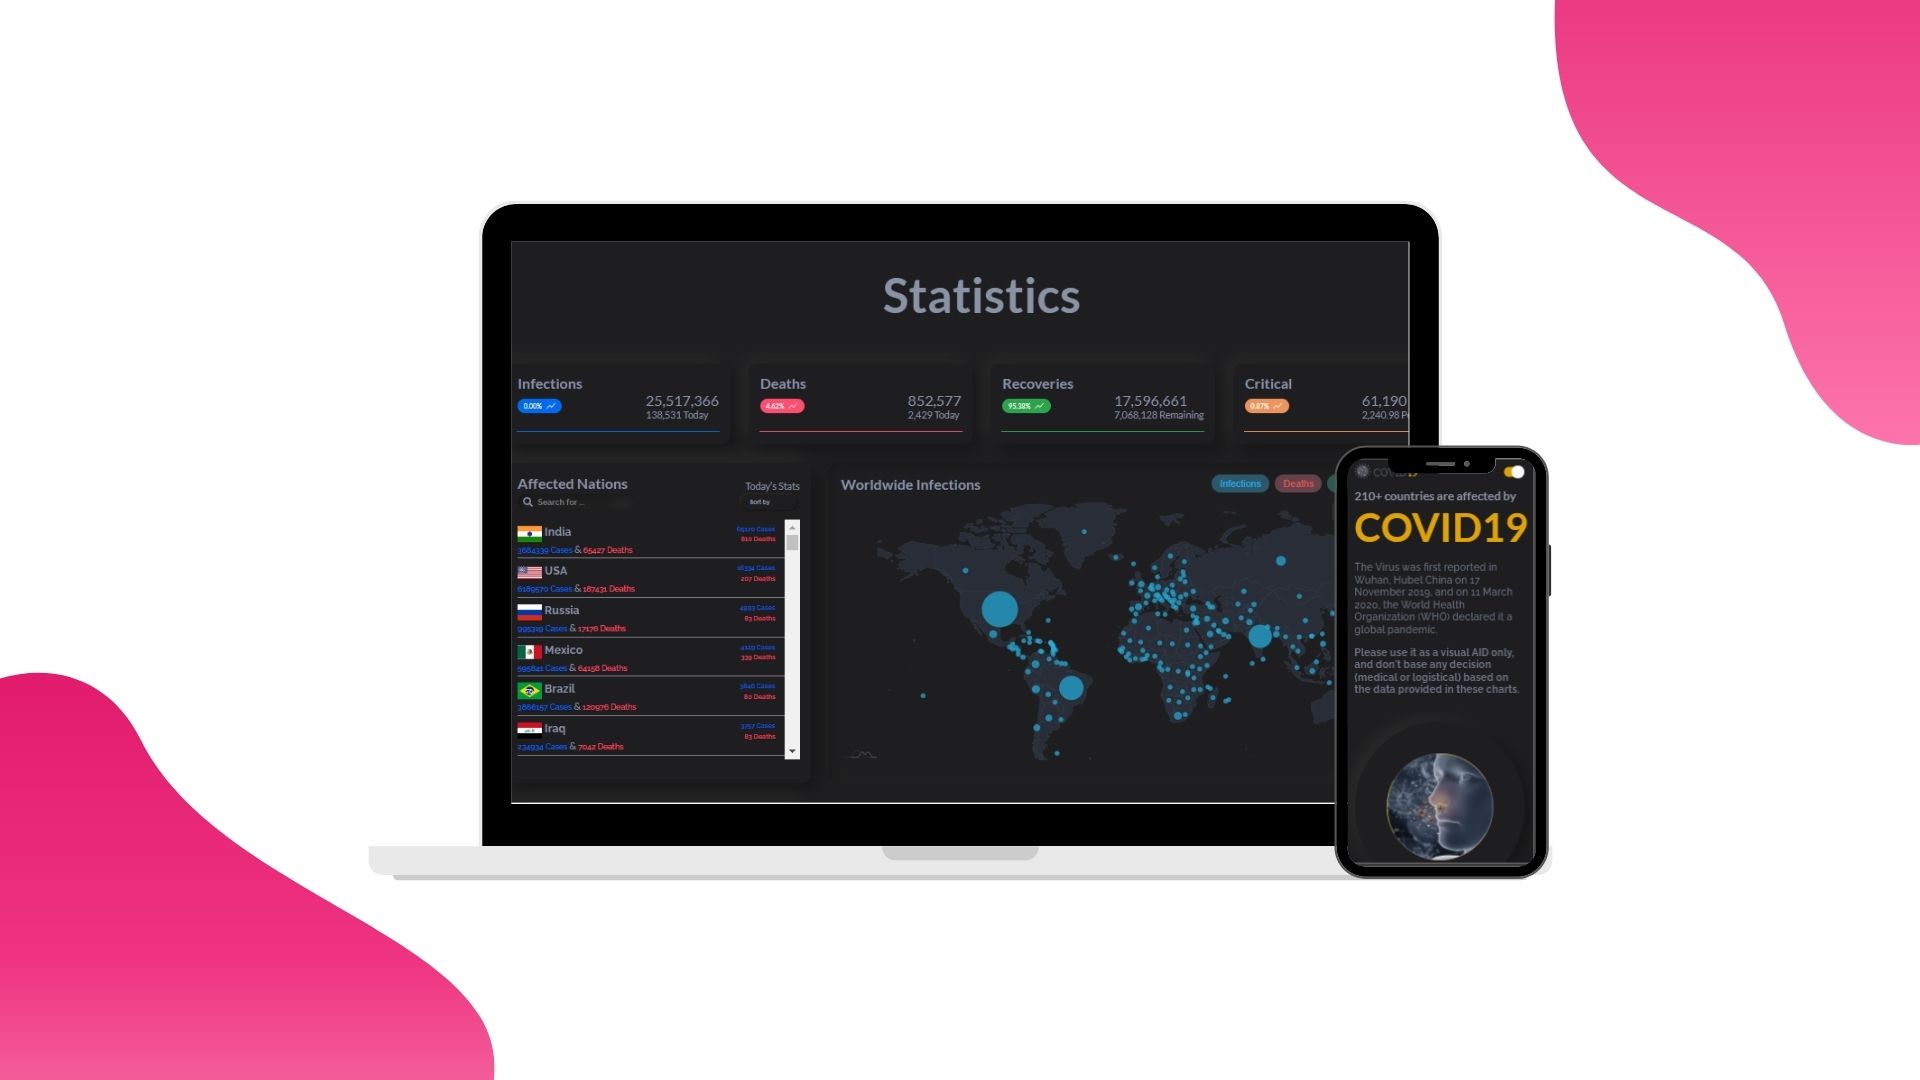 Statistics
Infections
0.00%
25,517,366
138,531 Today
Deaths
4.62%
852,577
2,429 Today
Recoveries
95.38%
17,596,661
7,068,128 Remaining
Critical
0.87%
61,190
2,240.98 Pe
Affected Nations
Today's Stats
Search for ...
Sort by
India
3684339 Cases & 65427 Deaths
69170 Cases
810 Deaths
USA
6189570 Cases & 187431 Deaths
16334 Cases
207 Deaths
Russia
995319 Cases & 17176 Deaths
4993 Cases
83 Deaths
Mexico
595841 Cases & 64158 Deaths
4129 Cases
339 Deaths
Brazil
3866157 Cases & 120976 Deaths
3846 Cases
80 Deaths
Iraq
234934 Cases & 7042 Deaths
3757 Cases
83 Deaths
Worldwide Infections
Infections
Deaths
210+ countries are affected by
COVID19
The Virus was first reported in
Wuhan, Hubel China on 17
November 2019, and on 11 March
2020, the World Health
Organization (WHO) declared it a
global pandemic.
Please use it as a visual AID only,
and don't base any decision
(medical or logistical) based on
the data provided in these charts.